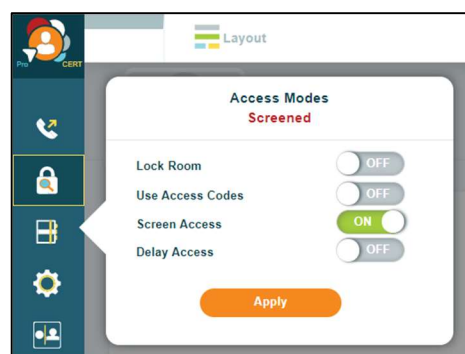 Pro CERT
Layout
Access Modes
Screened
Lock Room OFF
Use Access Codes OFF
Screen Access ON
Delay Access OFF
Apply